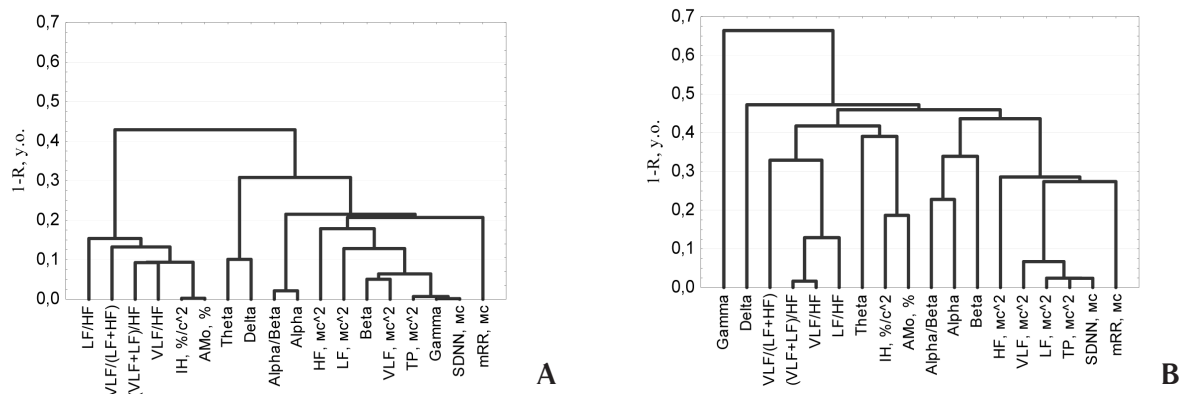 0,7
0,6
0,5
0,4
0,3
0,2
0,1
0,0
1-R, y.o.
LF/HF
VLF/(LF+HF)
(VLF+LF)/HF
VLF/HF
IH, %/c^2
AMo, %
Theta
Delta
Alpha/Beta
Alpha
HF, мс^2
LF, мс^2
Beta
VLF, мс^2
TP, мс^2
Gamma
SDNN, мс
mRR, мс
A
0,7
0,6
0,5
0,4
0,3
0,2
0,1
0,0
1-R, y.o.
Gamma
Delta
VLF/(LF+HF)
(VLF+LF)/HF
VLF/HF
LF/HF
Theta
IH, %/c^2
AMo, %
Alpha/Beta
Alpha
Beta
HF, мс^2
VLF, мс^2
LF, мс^2
TP, мс^2
SDNN, мс
mRR, мс
B